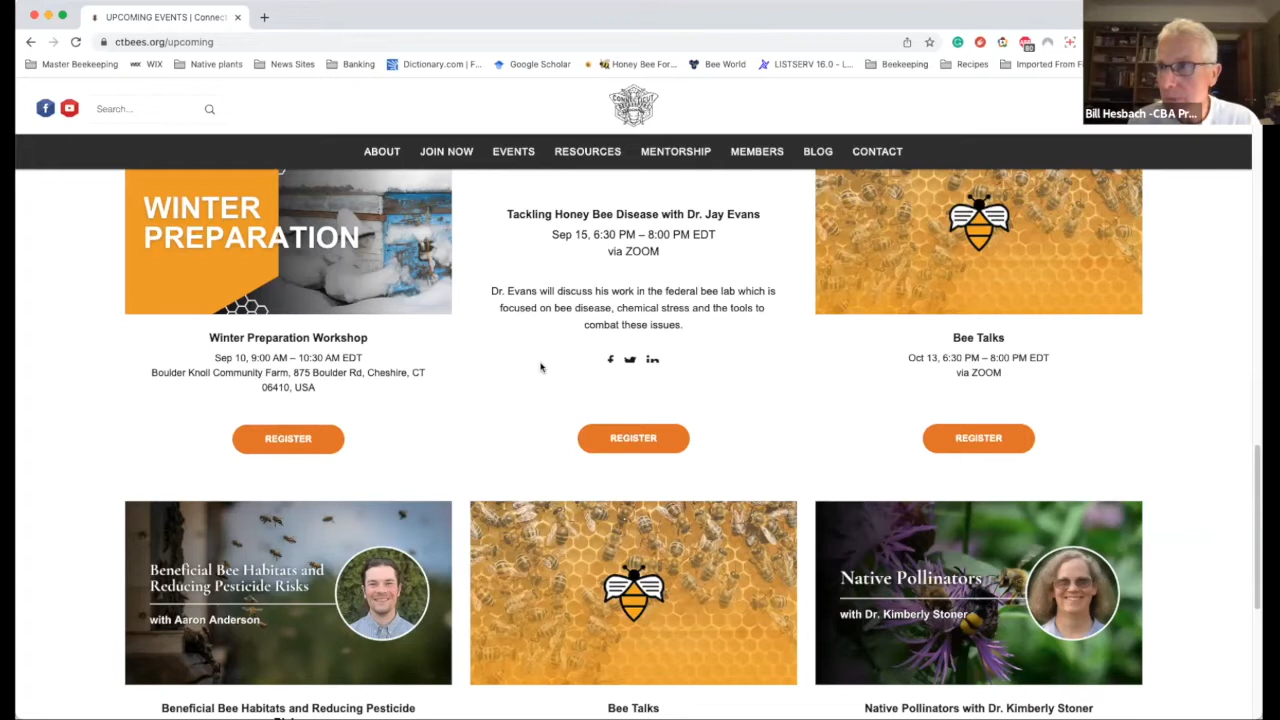 UPCOMING EVENTS | Connect
ctbees.org/upcoming
80
Master Beekeeping
WIX
WIX
Native plants
News Sites
Banking
Dictionary.com | F...
Google Scholar
Honey Bee For...
Bee World
LISTSERV 16.0 - L...
Beekeeping
Recipes
Imported From Fi
Bill Hesbach -CBA Pr...
Search...
ABOUT
JOIN NOW
EVENTS
RESOURCES
MENTORSHIP
MEMBERS
BLOG
CONTACT
WINTER
PREPARATION
Winter Preparation Workshop
Sep 10, 9:00 AM – 10:30 AM EDT
Boulder Knoll Community Farm, 875 Boulder Rd, Cheshire, CT
06410, USA
REGISTER
Tackling Honey Bee Disease with Dr. Jay Evans
Sep 15, 6:30 PM – 8:00 PM EDT
via ZOOM
Dr. Evans will discuss his work in the federal bee lab which is
focused on bee disease, chemical stress and the tools to
combat these issues.
REGISTER
Bee Talks
Oct 13, 6:30 PM – 8:00 PM EDT
via ZOOM
REGISTER
Beneficial Bee Habitats and
Reducing Pesticide Risks
with Aaron Anderson
Beneficial Bee Habitats and Reducing Pesticide
Bee Talks
Native Pollinators
with Dr. Kimberly Stoner
Native Pollinators with Dr. Kimberly Stoner